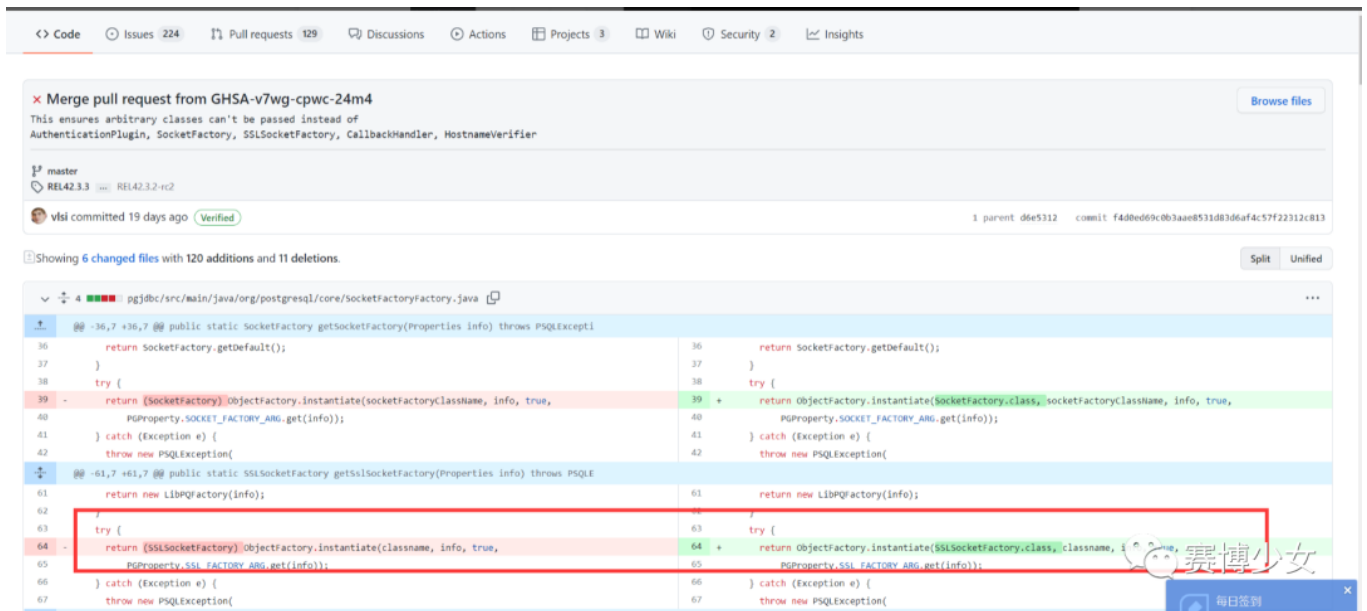 <> Code Issues 224 Pull requests 129 Discussions Actions Projects 3 Wiki Security 2 Insights
× Merge pull request from GHSA-v7wg-cpwc-24m4
Browse files
This ensures arbitrary classes can't be passed instead of
AuthenticationPlugin, SocketFactory, SSLSocketFactory, CallbackHandler, HostnameVerifier
master
REL42.3.3 ... REL42.3.2-rc2
vlsi committed 19 days ago Verified
1 parent d6e5312 commit f4d0ed69c0b3aae8531d83d6af4c57f22312c813
Showing 6 changed files with 120 additions and 11 deletions.
Split Unified
4 pgjdbc/src/main/java/org/postgresql/core/SocketFactoryFactory.java ...
@@ -36,7 +36,7 @@ public static SocketFactory getSocketFactory(Properties info) throws PSQLExcepti
36 return SocketFactory.getDefault(); 36 return SocketFactory.getDefault();
37 } 37 }
38 try { 38 try {
39 - return (SocketFactory) ObjectFactory.instantiate(socketFactoryClassName, info, true, 39 + return ObjectFactory.instantiate(SocketFactory.class, socketFactoryClassName, info, true,
40 PGProperty.SOCKET_FACTORY_ARG.get(info)); 40 PGProperty.SOCKET_FACTORY_ARG.get(info));
41 } catch (Exception e) { 41 } catch (Exception e) {
42 throw new PSQLException( 42 throw new PSQLException(
@@ -61,7 +61,7 @@ public static SSLSocketFactory getSslSocketFactory(Properties info) throws PSQLE
61 return new LibPQFactory(info); 61 return new LibPQFactory(info);
62 } 62 }
63 try { 63 try {
64 - return (SSLSocketFactory) ObjectFactory.instantiate(classname, info, true, 64 + return ObjectFactory.instantiate(SSLSocketFactory.class, classname,
65 PGProperty.SSL_FACTORY_ARG.get(info)); 65 PGProperty.SSL_FACTORY_ARG.get(info));
赛博少女
66 } catch (Exception e) { 66 } catch (Exception e) {
67 throw new PSQLException( 67 throw new PSQLException(
每日签到 ×